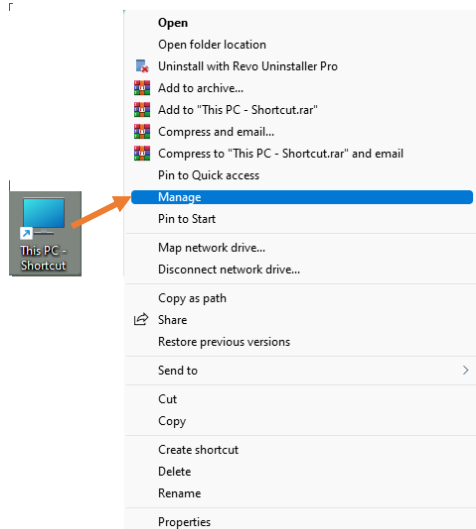 Open
Open folder location
Uninstall with Revo Uninstaller Pro
Add to archive...
Add to "This PC - Shortcut.rar"
Compress and email...
Compress to "This PC - Shortcut.rar" and email
Pin to Quick access
Manage
Pin to Start
Map network drive...
Disconnect network drive...
Copy as path
Share
Restore previous versions
Send to
Cut
Copy
Create shortcut
Delete
Rename
Properties
This PC -
Shortcut